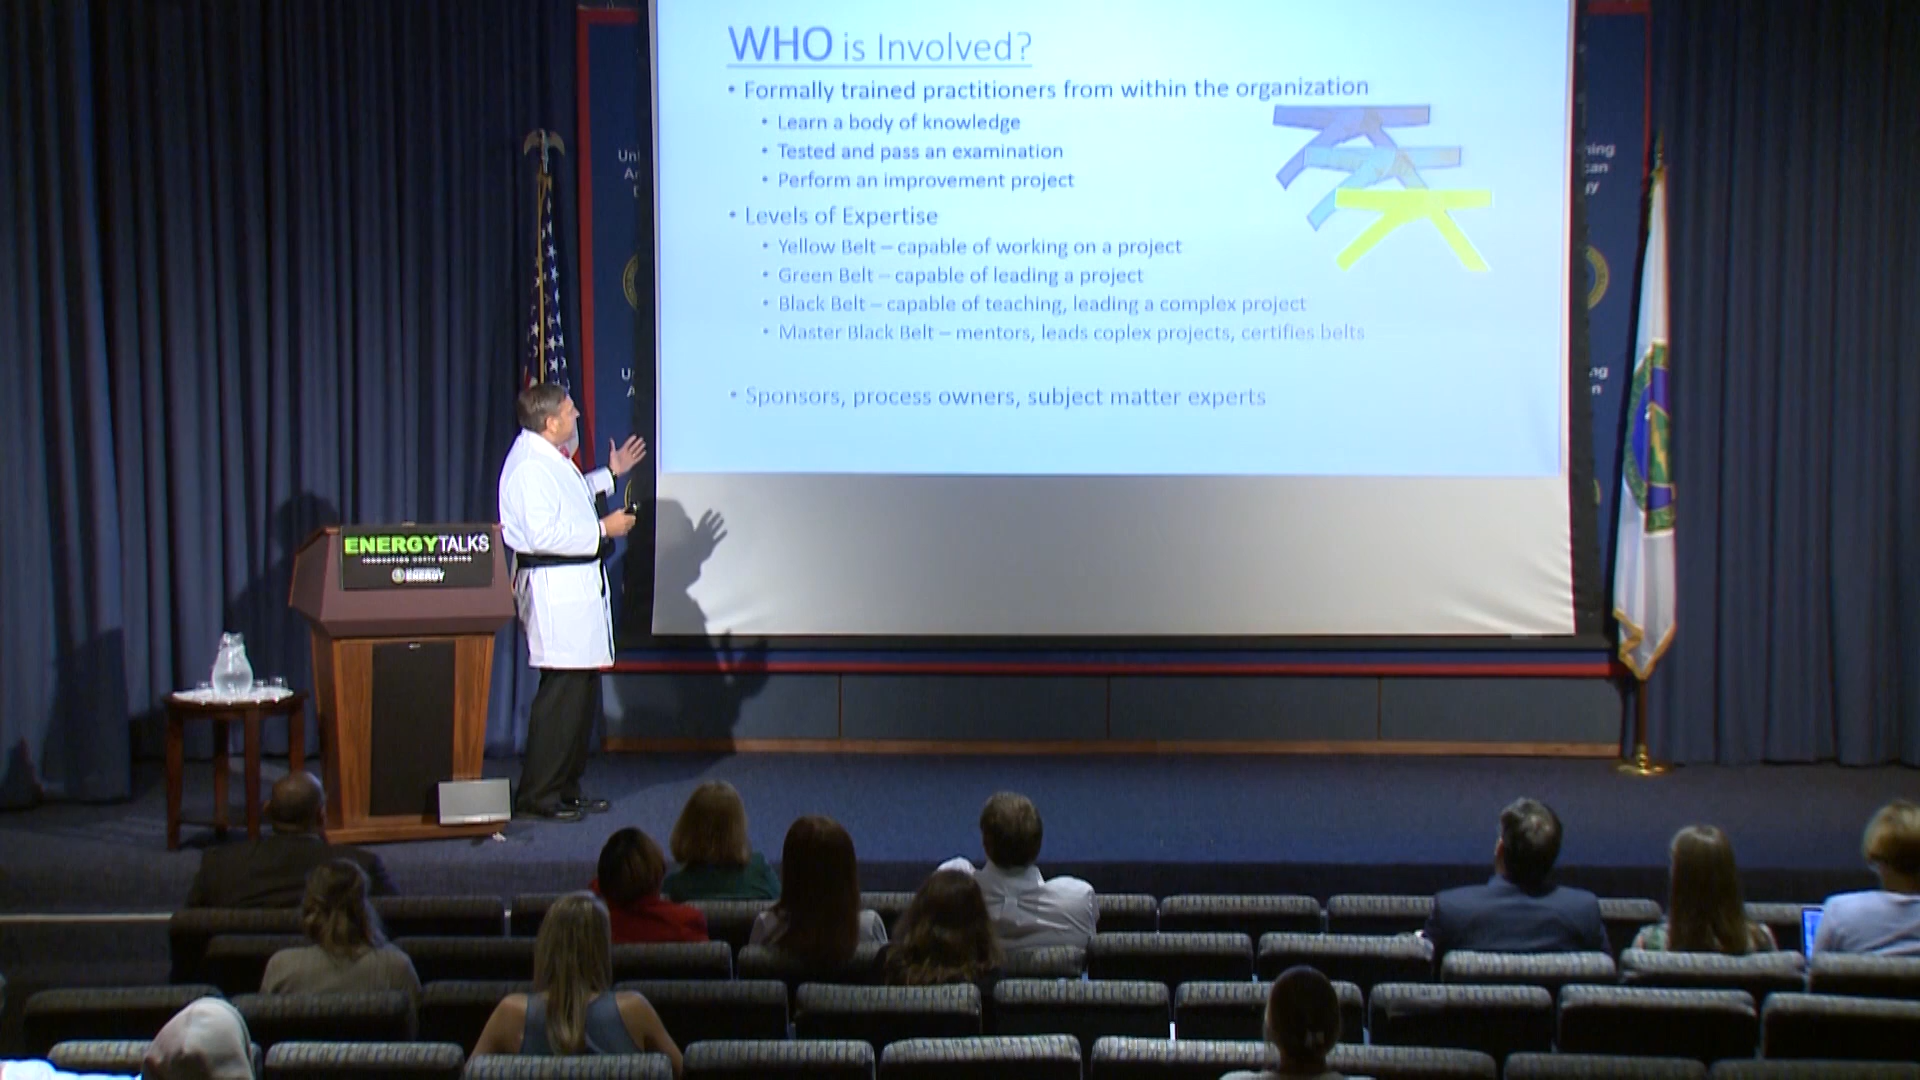 WHO is Involved?
• Formally trained practitioners from within the organization
• Learn a body of knowledge
• Tested and pass an examination
• Perform an improvement project
• Levels of Expertise
• Yellow Belt – capable of working on a project
• Green Belt – capable of leading a project
• Black Belt – capable of teaching, leading a complex project
• Master Black Belt – mentors, leads coplex projects, certifies belts
• Sponsors, process owners, subject matter experts
ENERGYTALKS
ENERGY